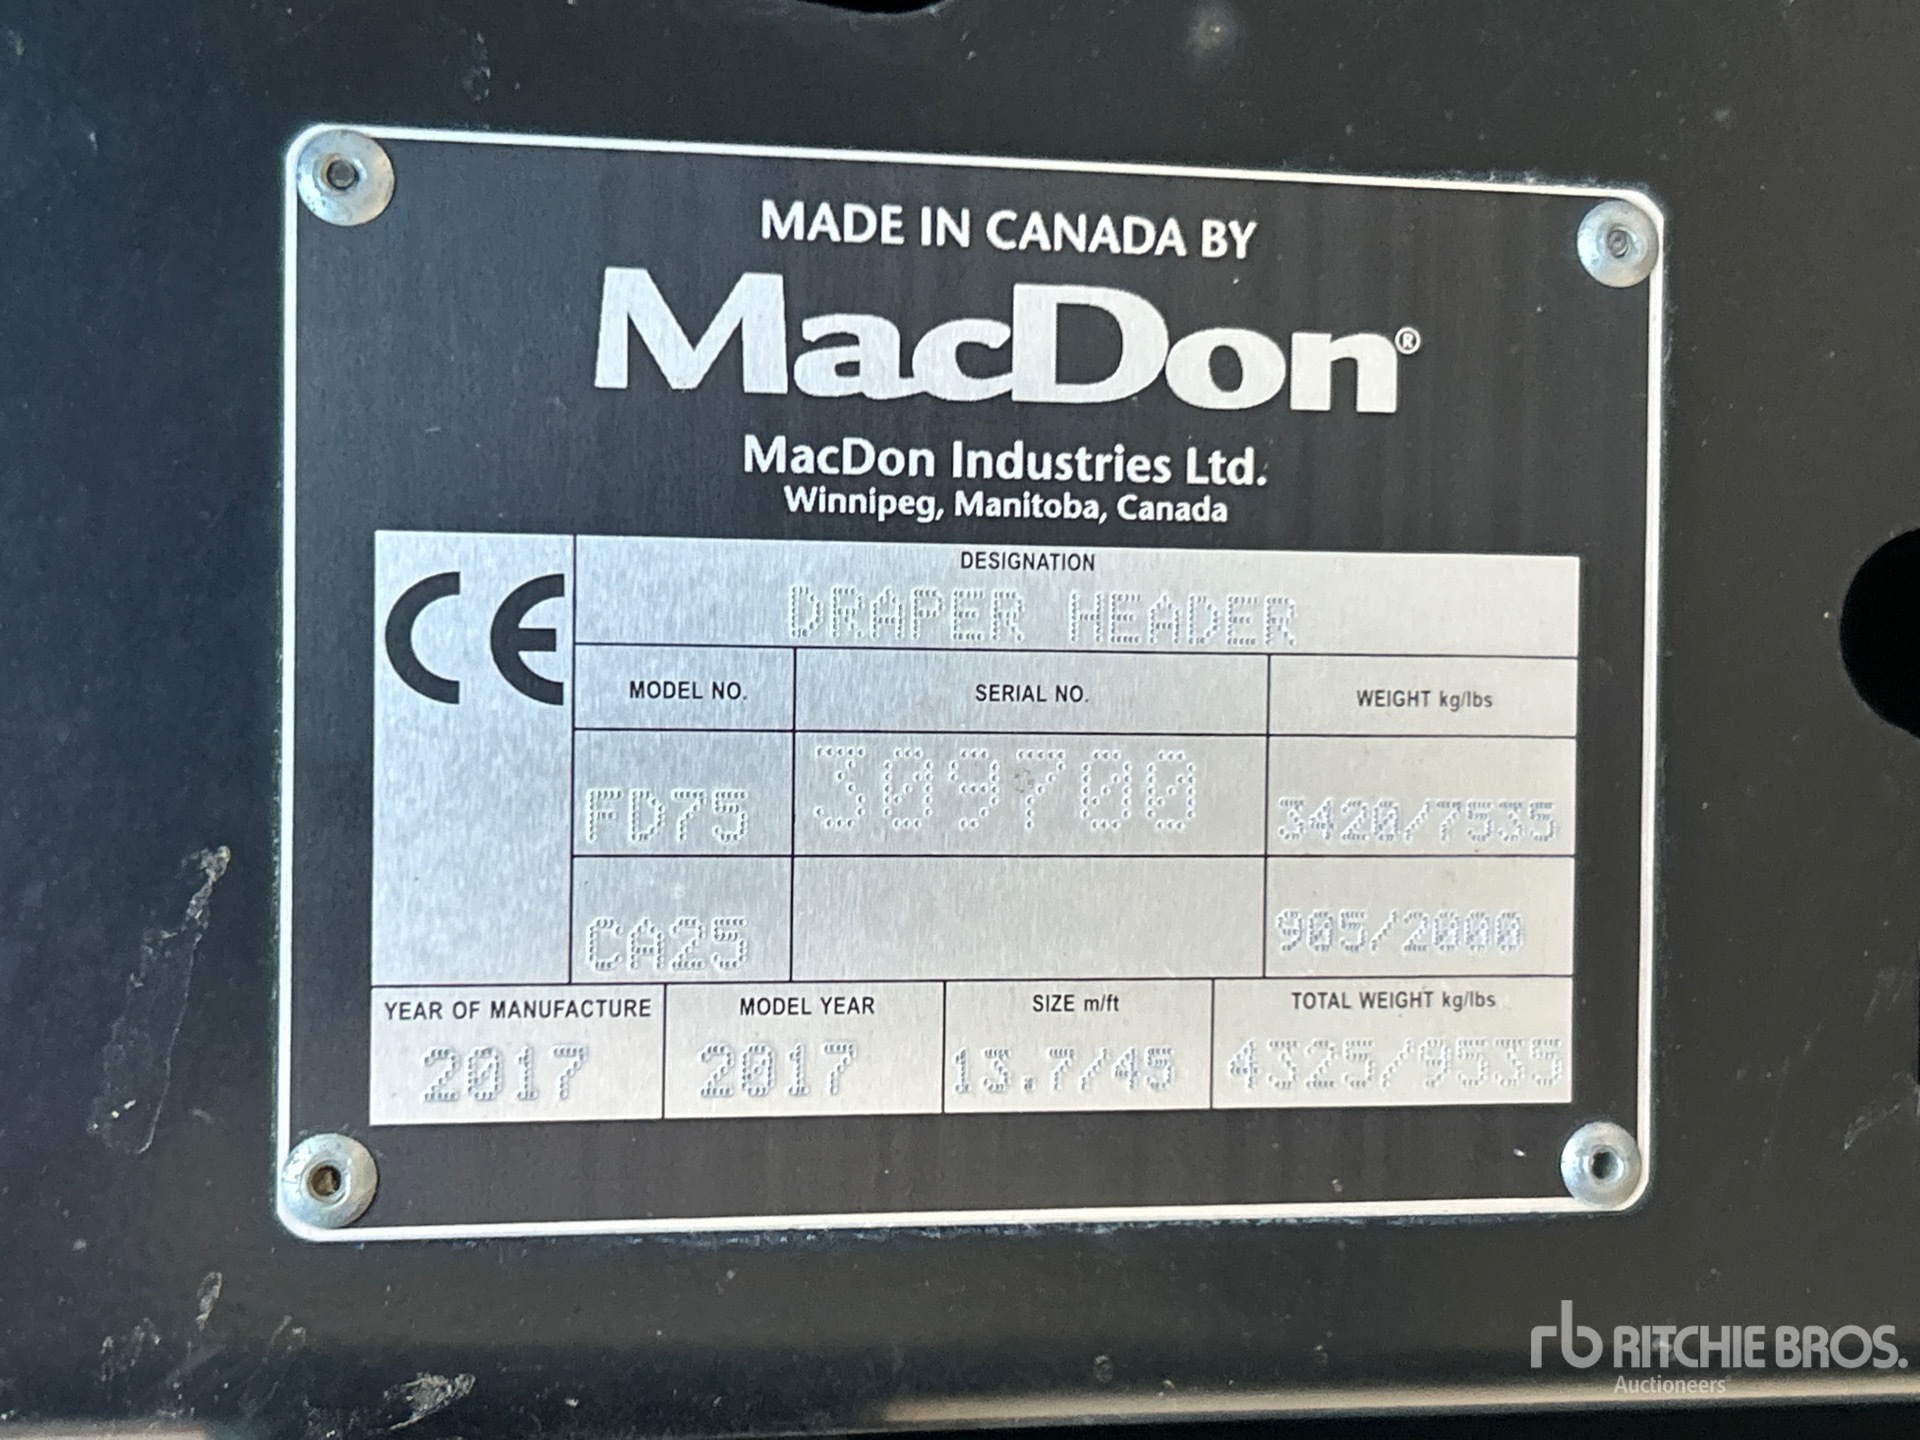 MADE IN CANADA BY
MacDon®
MacDon Industries Ltd.
Winnipeg, Manitoba, Canada
CE
DESIGNATION
DRAPER HEADER
MODEL NO. SERIAL NO. WEIGHT kg/lbs
FD75 309700 3420/7535
CA25 905/2000
YEAR OF MANUFACTURE MODEL YEAR SIZE m/ft TOTAL WEIGHT kg/lbs
2017 2017 13.7/45 4325/9535
rb RITCHIE BROS.
Auctioneers